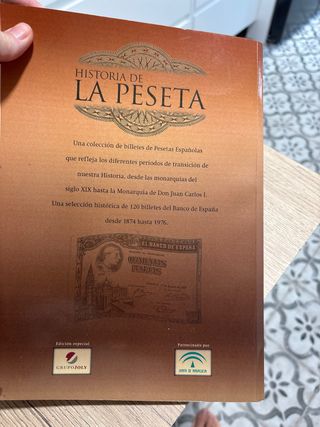 HISTORIA DE
LA PESETA
Una colección de billetes de Pesetas Españolas
que refleja los diferentes periodos de transición de
nuestra Historia, desde las monarquías del
siglo XIX hasta la Monarquía de Don Juan Carlos I.
Una selección histórica de 120 billetes del Banco de España
desde 1874 hasta 1976.
EL BANCO DE ESPAÑA
Edición especial
GRUPOJOLY
Patrocinado por
JUNTA DE ANDALUCIA